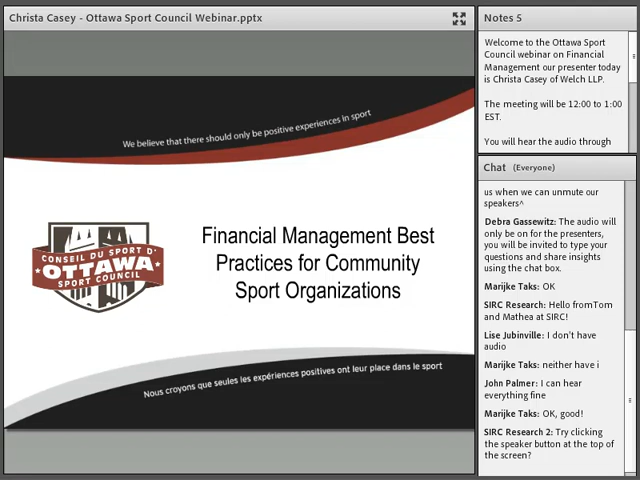 Christa Casey - Ottawa Sport Council Webinar.pptx
We believe that there should only be positive experiences in sport
CONSEIL DU SPORT D'
OTTAWA
SPORT COUNCIL
Financial Management Best
Practices for Community
Sport Organizations
Nous croyons que seules les expériences positives ont leur place dans le sport
Notes 5
Welcome to the Ottawa Sport
Council webinar on Financial
Management our presenter today
is Christa Casey of Welch LLP.
The meeting will be 12:00 to 1:00
EST.
You will hear the audio through
Chat (Everyone)
us when we can unmute our
speakers^
Debra Gassewitz: The audio will
only be on for the presenters,
you will be invited to type your
questions and share insights
using the chat box.
Marijke Taks: OK
SIRC Research: Hello fromTom
and Mathea at SIRC!
Lise Jubinville: I don't have
audio
Marijke Taks: neither have i
John Palmer: I can hear
everything fine
Marijke Taks: OK, good!
SIRC Research 2: Try clicking
the speaker button at the top of
the screen?